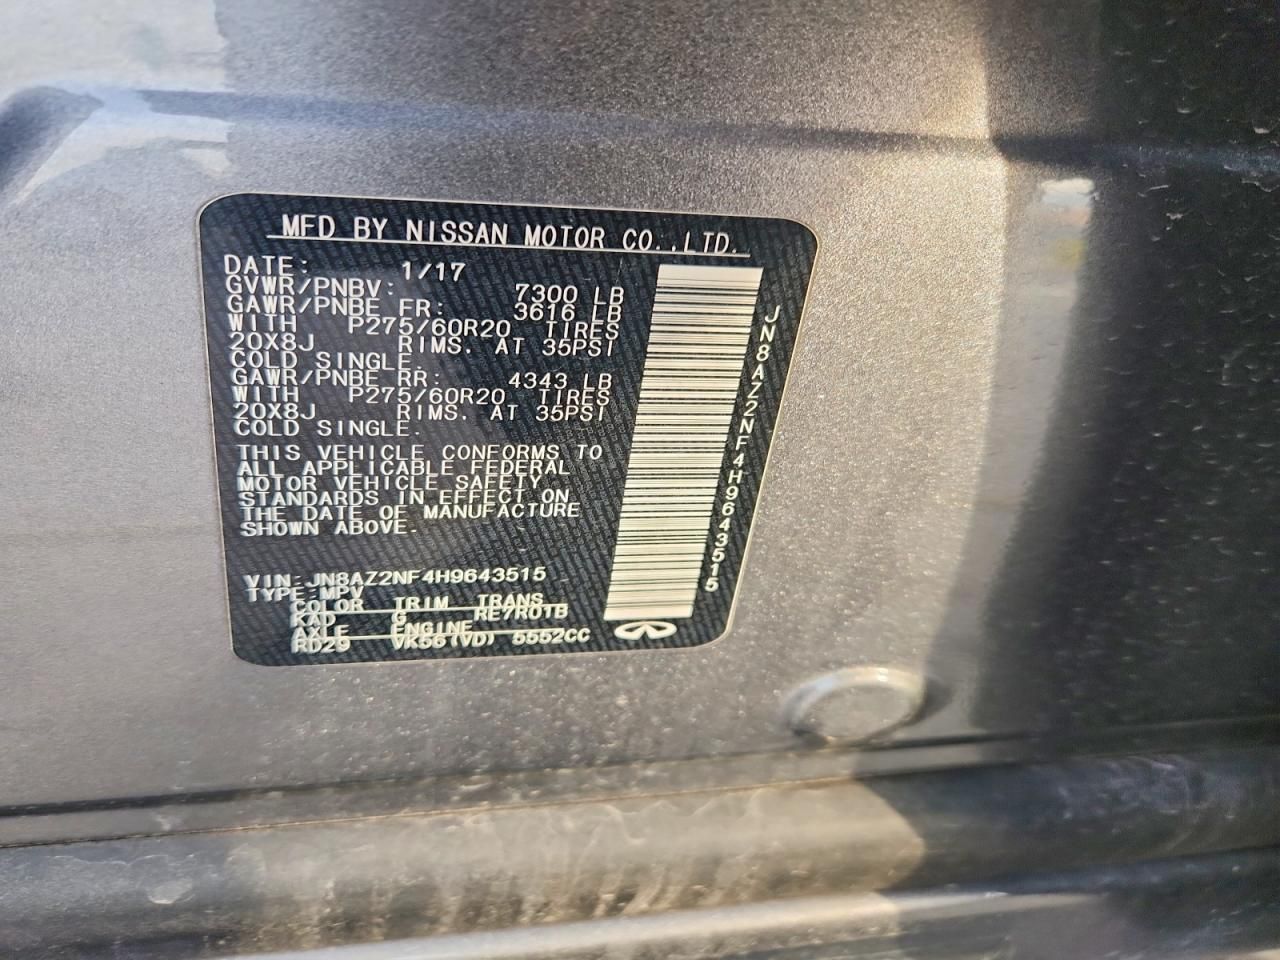 MFD BY NISSAN MOTOR CO.,LTD.
DATE: 1/17
GVWR/PNBV: 7300 LB
GAWR/PNBE FR: 3616 LB
WITH P275/60R20 TIRES
20X8J RIMS. AT 35PSI
COLD SINGLE.
GAWR/PNBE RR: 4343 LB
WITH P275/60R20 TIRES
20X8J RIMS. AT 35PSI
COLD SINGLE.
THIS VEHICLE CONFORMS TO
ALL APPLICABLE FEDERAL
MOTOR VEHICLE SAFETY
STANDARDS IN EFFECT ON
THE DATE OF MANUFACTURE
SHOWN ABOVE.
VIN:JN8AZ2NF4H9643515
TYPE:MPV
COLOR TRIM TRANS
KAD G RE7R01B
AXLE ENGINE
RD29 VK56(VD) 5552CC
JN8AZ2NF4H9643515